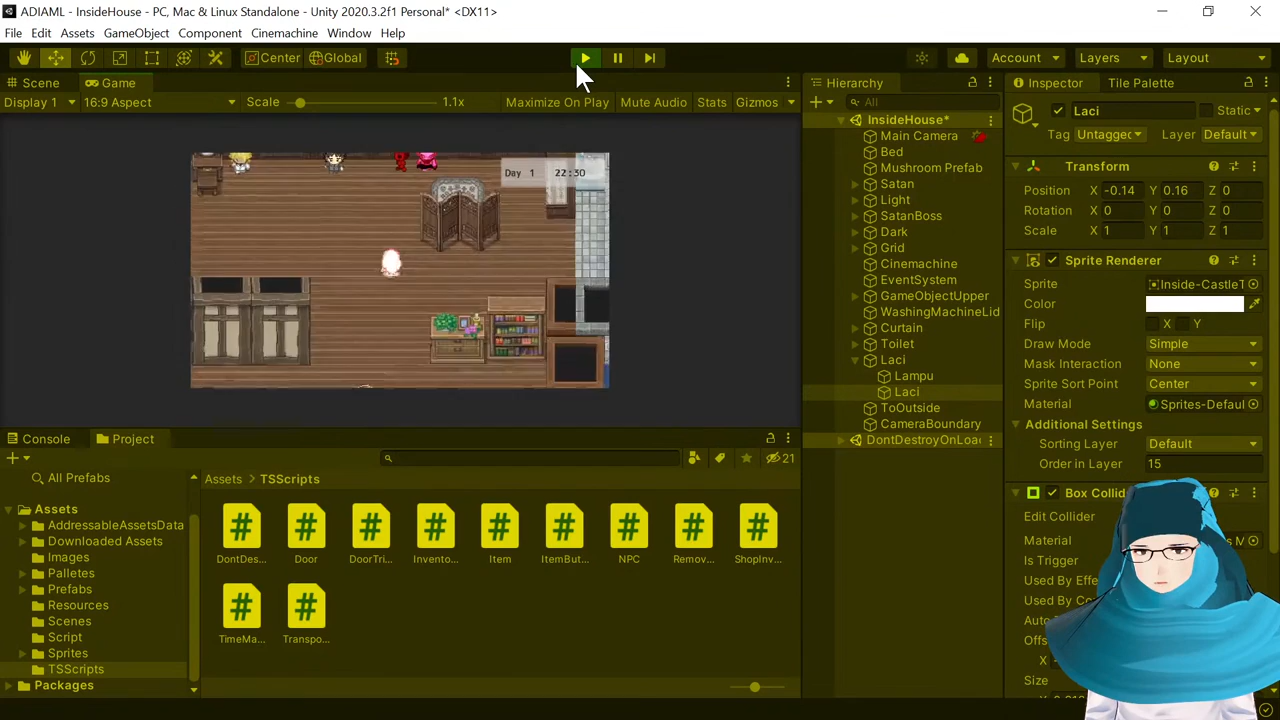 ADIAML - InsideHouse - PC, Mac & Linux Standalone - Unity 2020.3.2f1 Personal* <DX11>
File Edit Assets GameObject Component Cinemachine Window Help
Center Global Account Layers Layout
Scene Game Hierarchy Inspector Tile Palette
Display 1 16:9 Aspect Scale 1.1x Maximize On Play Mute Audio Stats Gizmos
All
Day 1 22:30
InsideHouse*
Main Camera
Bed
Mushroom Prefab
Satan
Light
SatanBoss
Dark
Grid
Cinemachine
EventSystem
GameObjectUpper
WashingMachineLid
Curtain
Toilet
Laci
Lampu
Laci
ToOutside
CameraBoundary
DontDestroyOnLoa
Laci Static
Tag Untagged Layer Default
Transform
Position X -0.14 Y 0.16 Z 0
Rotation X 0 Y 0 Z 0
Scale X 1 Y 1 Z 1
Sprite Renderer
Sprite Inside-CastleT
Color
Flip X Y
Draw Mode Simple
Mask Interaction None
Sprite Sort Point Center
Material Sprites-Defaul
Additional Settings
Sorting Layer Default
Order in Layer 15
Box Collid
Edit Collider
Material
Is Trigger
Used By Effe
Used By Co
Auto
Offs
Size
Console Project
21
All Prefabs
Assets
AddressableAssetsData
Downloaded Assets
Images
Palletes
Prefabs
Resources
Scenes
Script
Sprites
TSScripts
Packages
Assets > TSScripts
DontDes... Door DoorTri... Invento... Item ItemBut... NPC Remov... ShopInv...
TimeMa... Transpo...